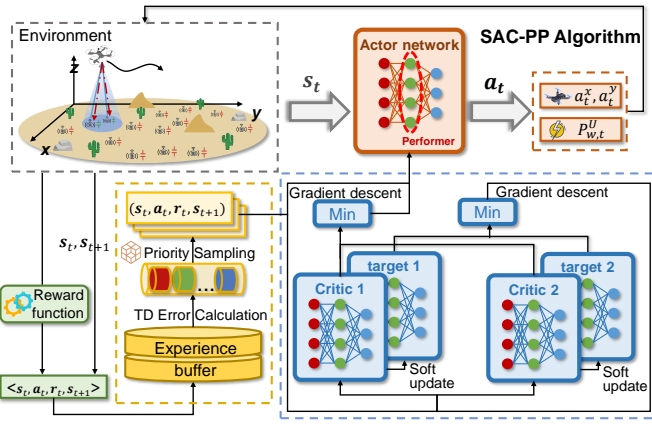 Environment
z
y
x
s_t
Actor network
Performer
SAC-PP Algorithm
a_t
a_t^x, a_t^y
P_{w,t}^U
s_t, s_{t+1}
Reward
function
<s_t, a_t, r_t, s_{t+1}>
(s_t, a_t, r_t, s_{t+1})
Priority Sampling
...
TD Error Calculation
Experience
buffer
Gradient descent
Min
Gradient descent
Min
target 1
Critic 1
Soft
update
target 2
Critic 2
Soft
update